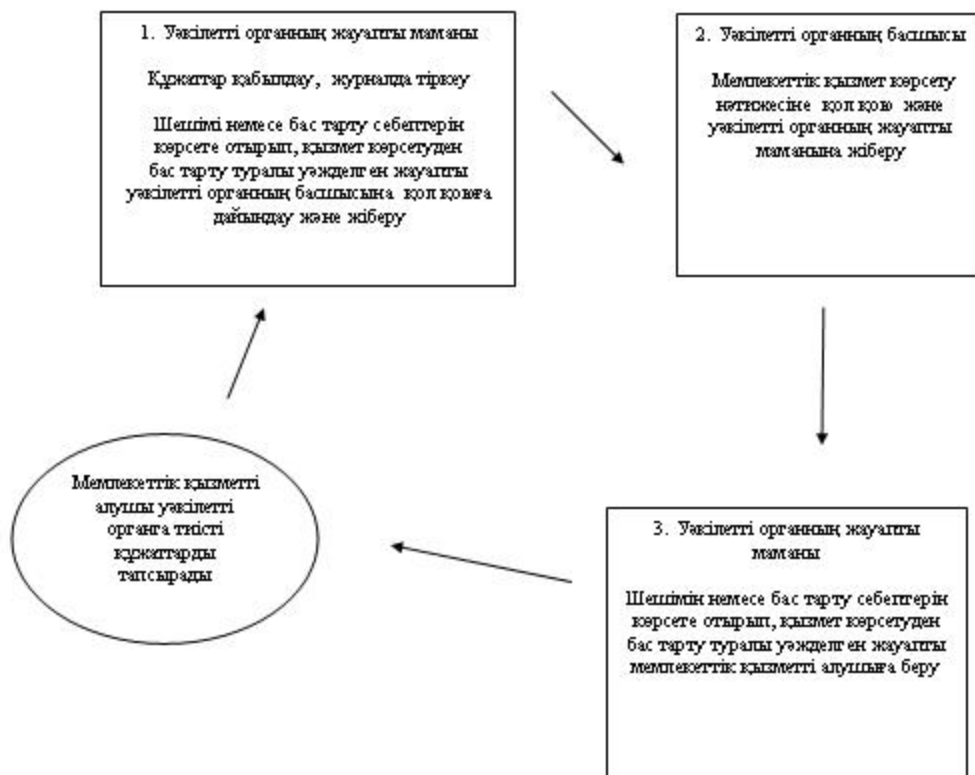 1. Уәкілетті органның жауапты маманы
Құжаттар қабылдау, журналда тіркеу
Шешімі немесе бас тарту себептерін
көрсете отырып, қызмет көрсетуден
бас тарту туралы уәжделген жауапты
уәкілетті органның басшысына қол қоюға
дайындау және жіберу
2. Уәкілетті органның басшысы
Мемлекеттік қызмет көрсету
нәтижесіне қол қою және
уәкілетті органның жауапты
маманына жіберу
Мемлекеттік қызметті
алушы уәкілетті
органга тиісті
құжаттарды
тапсырады
3. Уәкілетті органның жауапты
маманы
Шешімін немесе бас тарту себептерін
көрсете отырып, қызмет көрсетуден
бас тарту туралы уәжделген жауапты
мемлекеттік қызметті алушыға беру